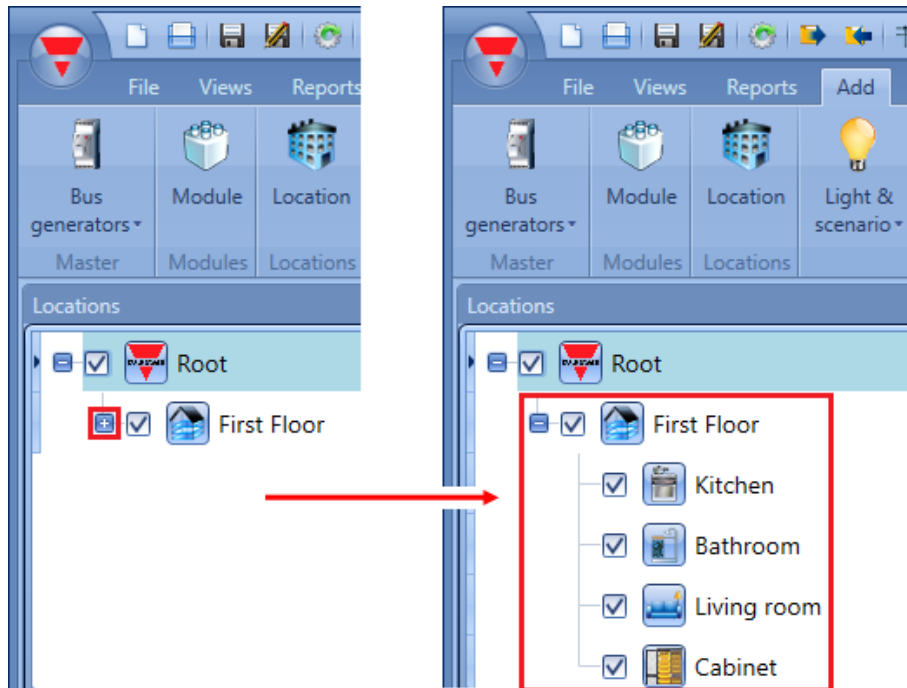 File Views Reports
Bus generators
Module
Location
Master Modules Locations
Locations
Root
First Floor
File Views Reports Add
Bus generators
Module
Location
Light & scenario
Master Modules Locations
Locations
Root
First Floor
Kitchen
Bathroom
Living room
Cabinet